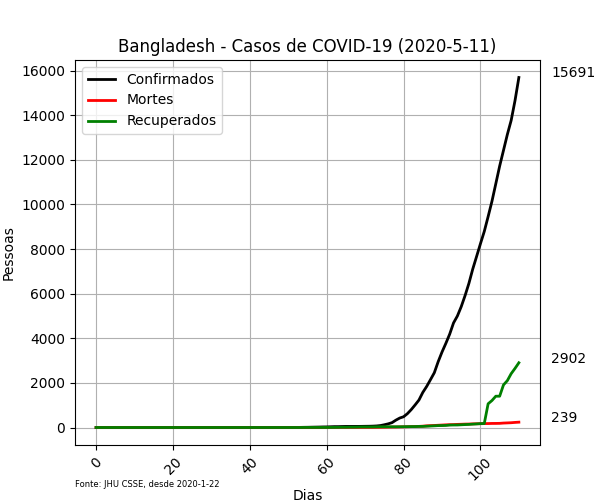 Bangladesh - Casos de COVID-19 (2020-5-11)
16000
14000
12000
10000
8000
6000
4000
2000
0
Pessoas
Confirmados
Mortes
Recuperados
15691
2902
239
0
20
40
60
80
100
Fonte: JHU CSSE, desde 2020-1-22
Dias